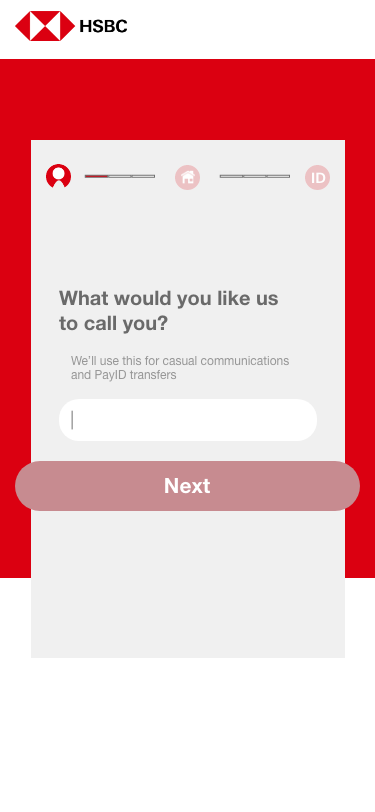 HSBC
ID
What would you like us
to call you?
We'll use this for casual communications
and PayID transfers
Next